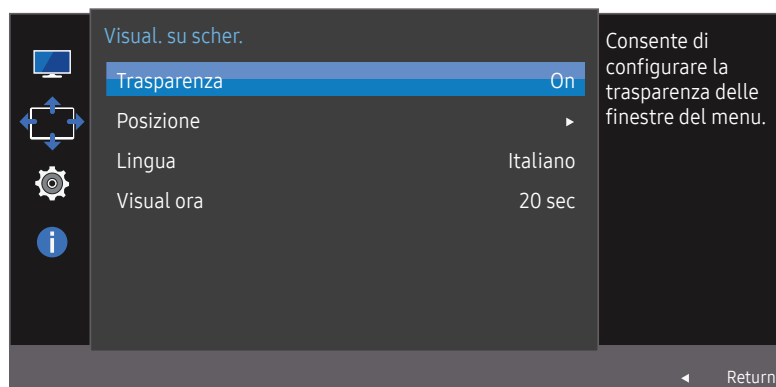 Visual. su scher.
Trasparenza On
Posizione ▸
Lingua Italiano
Visual ora 20 sec
Consente di
configurare la
trasparenza delle
finestre del menu.
◂ Return